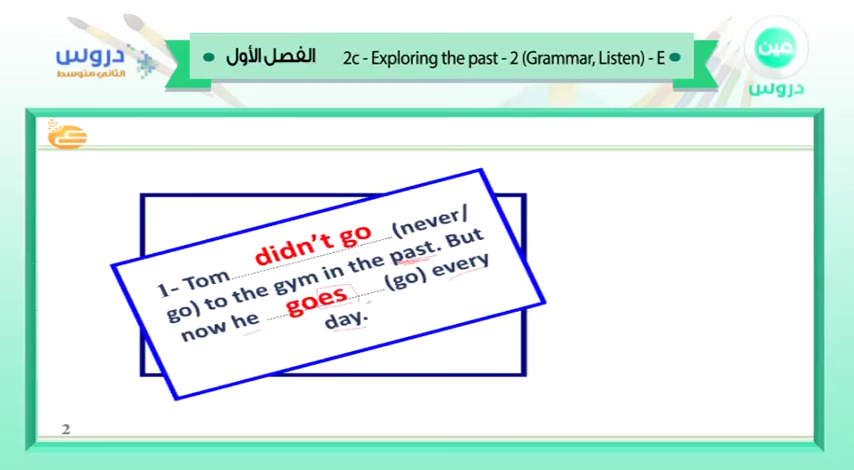 دروس
الثاني متوسط
الفصل الأول
2c - Exploring the past - 2 (Grammar, Listen) - E
عين
دروس
1- Tom didn't go (never/
go) to the gym in the past. But
now he goes (go) every
day.
2